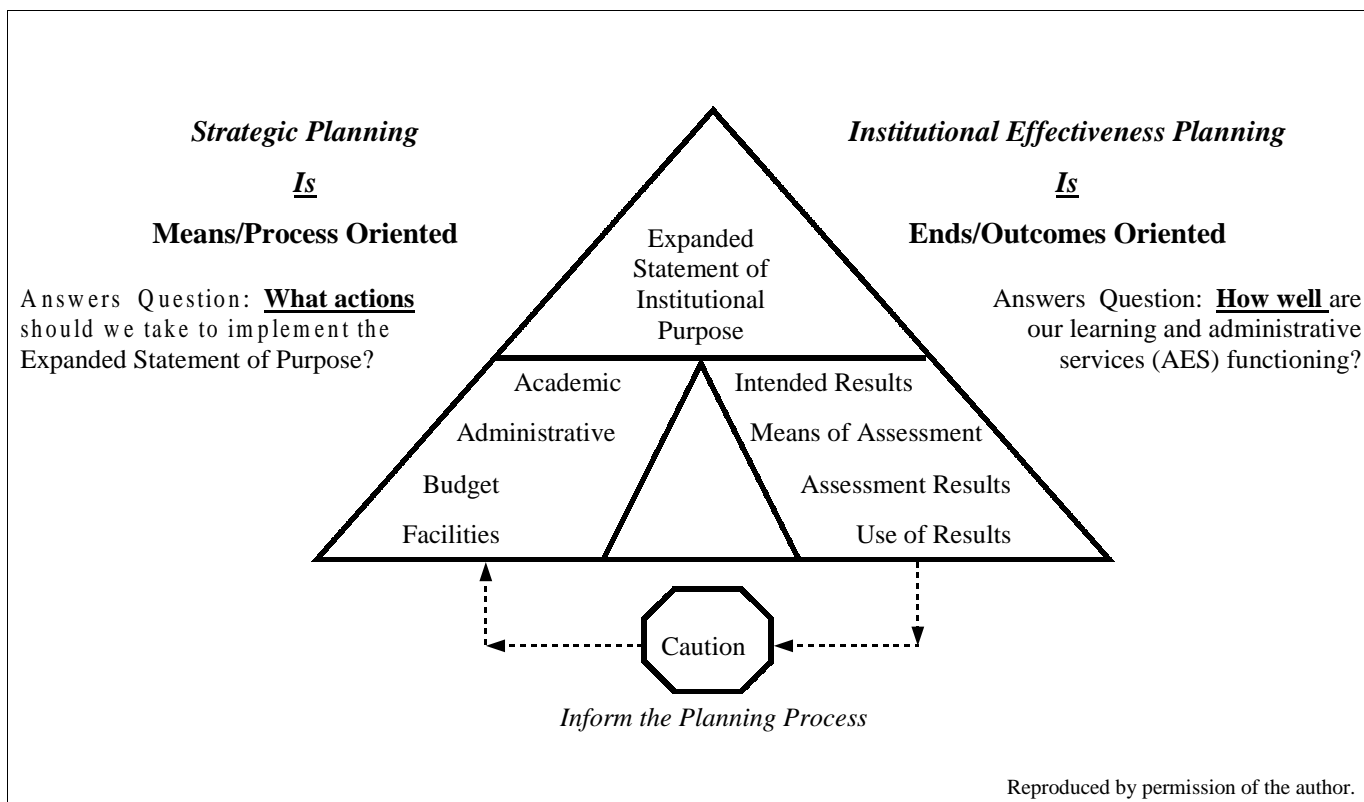 Strategic Planning
Is
Means/Process Oriented
Answers Question: What actions
should we take to implement the
Expanded Statement of Purpose?
Institutional Effectiveness Planning
Is
Ends/Outcomes Oriented
Answers Question: How well are
our learning and administrative
services (AES) functioning?
Expanded
Statement of
Institutional
Purpose
Academic
Administrative
Budget
Facilities
Intended Results
Means of Assessment
Assessment Results
Use of Results
Caution
Inform the Planning Process
Reproduced by permission of the author.